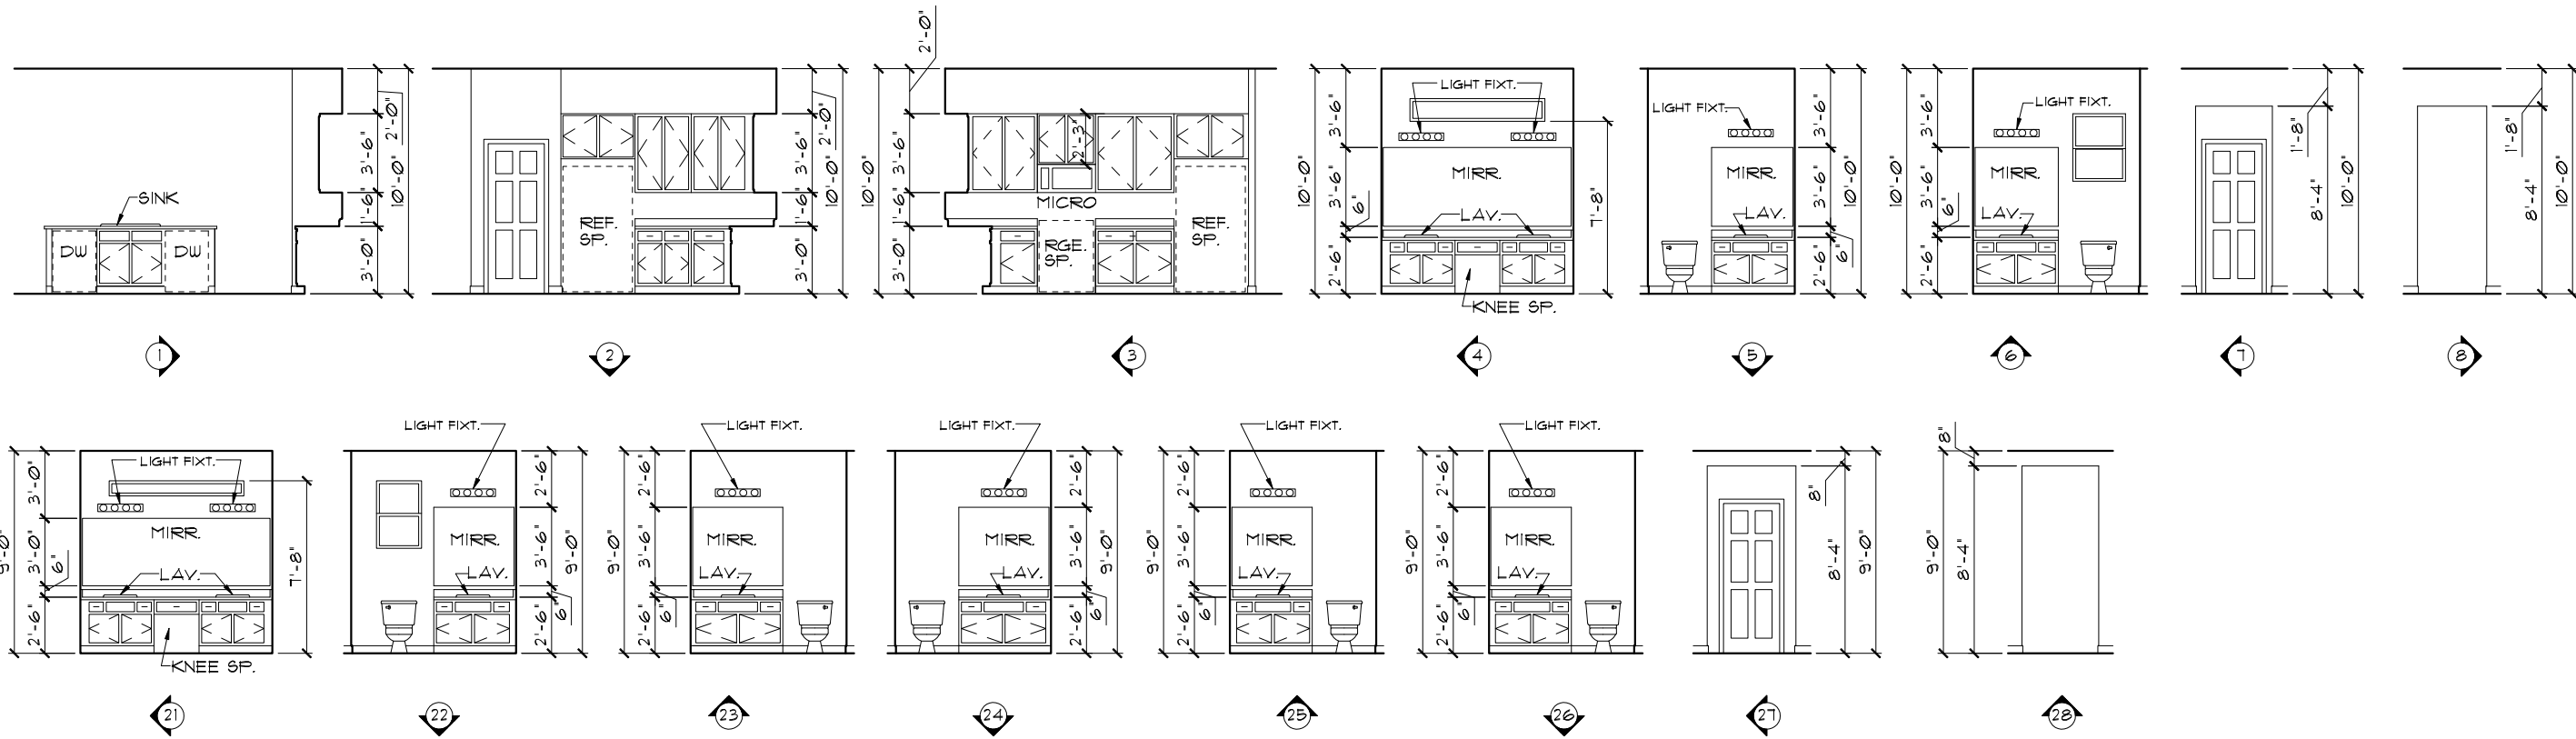 SINK
DW
DW
2'-0"
3'-6"
1'-6"
3'-0"
10'-0"
1
REF.
SP.
2'-0"
3'-6"
1'-6"
3'-0"
10'-0"
2
2'-0"
10'-0"
3'-6"
1'-6"
3'-0"
2'-3"
MICRO
RGE.
SP.
REF.
SP.
3
10'-0"
3'-6"
3'-6"
6"
2'-6"
LIGHT FIXT.
MIRR.
LAV.
KNEE SP.
7'-8"
4
LIGHT FIXT.
MIRR.
LAV.
3'-6"
3'-6"
6"
2'-6"
10'-0"
5
10'-0"
3'-6"
3'-6"
6"
2'-6"
LIGHT FIXT.
MIRR.
LAV.
6
1'-8"
8'-4"
10'-0"
7
1'-8"
8'-4"
10'-0"
8
9'-0"
3'-0"
3'-0"
6"
2'-6"
LIGHT FIXT.
MIRR.
LAV.
KNEE SP.
7'-8"
21
LIGHT FIXT.
MIRR.
LAV.
2'-6"
3'-6"
6"
2'-6"
9'-0"
22
9'-0"
2'-6"
3'-6"
6"
2'-6"
LIGHT FIXT.
MIRR.
LAV.
23
LIGHT FIXT.
MIRR.
LAV.
2'-6"
3'-6"
6"
2'-6"
9'-0"
24
9'-0"
2'-6"
3'-6"
6"
2'-6"
LIGHT FIXT.
MIRR.
LAV.
25
9'-0"
2'-6"
3'-6"
6"
2'-6"
LIGHT FIXT.
MIRR.
LAV.
26
8"
8'-4"
9'-0"
27
8"
9'-0"
8'-4"
28